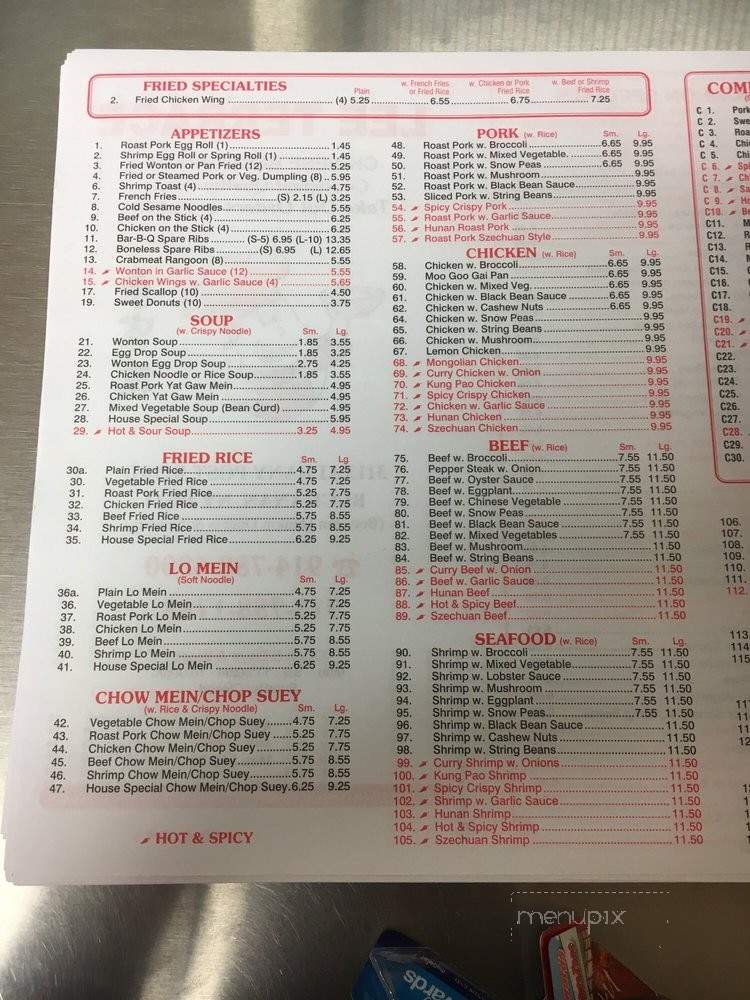 FRIED SPECIALTIES
Plain
w. French Fries or Fried Rice
w. Chicken or Pork Fried Rice
w. Beef or Shrimp Fried Rice
2. Fried Chicken Wing (4) 5.25 6.55 6.75 7.25
APPETIZERS
1. Roast Pork Egg Roll (1) 1.45
2. Shrimp Egg Roll or Spring Roll (1) 1.45
3. Fried Wonton or Pan Fried (12) 5.25
4. Fried or Steamed Pork or Veg. Dumpling (8) 5.95
6. Shrimp Toast (4) 4.75
7. French Fries (S) 2.15 (L) 3.25
8. Cold Sesame Noodles 5.55
9. Beef on the Stick (4) 6.25
10. Chicken on the Stick (4) 6.25
11. Bar-B-Q Spare Ribs (S-5) 6.95 (L-10) 13.35
12. Boneless Spare Ribs (S) 6.95 (L) 12.65
13. Crabmeat Rangoon (8) 5.55
14. Wonton in Garlic Sauce (12) 5.55
15. Chicken Wings w. Garlic Sauce (4) 5.65
17. Fried Scallop (10) 4.50
19. Sweet Donuts (10) 3.75
SOUP
(w. Crispy Noodle) Sm. Lg.
21. Wonton Soup 1.85 3.55
22. Egg Drop Soup 1.85 3.25
23. Wonton Egg Drop Soup 2.75 4.25
24. Chicken Noodle or Rice Soup 1.85 3.55
25. Roast Pork Yat Gaw Mein 4.95
26. Chicken Yat Gaw Mein 4.95
27. Mixed Vegetable Soup (Bean Curd) 4.95
28. House Special Soup 5.95
29. Hot & Sour Soup 3.25 4.95
FRIED RICE Sm. Lg.
30a. Plain Fried Rice 4.75 7.25
30. Vegetable Fried Rice 4.75 7.25
31. Roast Pork Fried Rice 5.25 7.75
32. Chicken Fried Rice 5.25 7.75
33. Beef Fried Rice 5.75 8.55
34. Shrimp Fried Rice 5.75 8.55
35. House Special Fried Rice 6.25 9.25
LO MEIN
(Soft Noodle) Sm. Lg.
36a. Plain Lo Mein 4.75 7.25
36. Vegetable Lo Mein 4.75 7.25
37. Roast Pork Lo Mein 5.25 7.75
38. Chicken Lo Mein 5.25 7.75
39. Beef Lo Mein 5.75 8.55
40. Shrimp Lo Mein 5.75 8.55
41. House Special Lo Mein 6.25 9.25
CHOW MEIN/CHOP SUEY
(w. Rice & Crispy Noodle) Sm. Lg.
42. Vegetable Chow Mein/Chop Suey 4.75 7.25
43. Roast Pork Chow Mein/Chop Suey 5.25 7.75
44. Chicken Chow Mein/Chop Suey 5.25 7.75
45. Beef Chow Mein/Chop Suey 5.75 8.55
46. Shrimp Chow Mein/Chop Suey 5.75 8.55
47. House Special Chow Mein/Chop Suey 6.25 9.25
HOT & SPICY
PORK (w. Rice) Sm. Lg.
48. Roast Pork w. Broccoli 6.65 9.95
49. Roast Pork w. Mixed Vegetable 6.65 9.95
50. Roast Pork w. Snow Peas 6.65 9.95
51. Roast Pork w. Mushroom 9.95
52. Roast Pork w. Black Bean Sauce 9.95
53. Sliced Pork w. String Beans 9.95
54. Spicy Crispy Pork 9.95
55. Roast Pork w. Garlic Sauce 9.95
56. Hunan Roast Pork 9.95
57. Roast Pork Szechuan Style 9.95
CHICKEN (w. Rice) Sm. Lg.
58. Chicken w. Broccoli 6.65 9.95
59. Moo Goo Gai Pan 6.65 9.95
60. Chicken w. Mixed Veg. 6.65 9.95
61. Chicken w. Black Bean Sauce 6.65 9.95
62. Chicken w. Cashew Nuts 6.65 9.95
64. Chicken w. Snow Peas 9.95
65. Chicken w. String Beans 9.95
66. Chicken w. Mushroom 9.95
67. Lemon Chicken 9.95
68. Mongolian Chicken 9.95
69. Curry Chicken w. Onion 9.95
70. Kung Pao Chicken 9.95
71. Spicy Crispy Chicken 9.95
72. Chicken w. Garlic Sauce 9.95
73. Hunan Chicken 9.95
74. Szechuan Chicken 9.95
BEEF (w. Rice) Sm. Lg.
75. Beef w. Broccoli 7.55 11.50
76. Pepper Steak w. Onion 7.55 11.50
77. Beef w. Oyster Sauce 7.55 11.50
78. Beef w. Eggplant 7.55 11.50
79. Beef w. Chinese Vegetable 7.55 11.50
80. Beef w. Snow Peas 7.55 11.50
81. Beef w. Black Bean Sauce 7.55 11.50
82. Beef w. Mixed Vegetables 7.55 11.50
83. Beef w. Mushroom 11.50
84. Beef w. String Beans 11.50
85. Curry Beef w. Onion 11.50
86. Beef w. Garlic Sauce 11.50
87. Hunan Beef 11.50
88. Hot & Spicy Beef 11.50
89. Szechuan Beef 11.50
SEAFOOD (w. Rice) Sm. Lg.
90. Shrimp w. Broccoli 7.55 11.50
91. Shrimp w. Mixed Vegetable 7.55 11.50
92. Shrimp w. Lobster Sauce 7.55 11.50
93. Shrimp w. Mushroom 7.55 11.50
94. Shrimp w. Eggplant 7.55 11.50
95. Shrimp w. Snow Peas 7.55 11.50
96. Shrimp w. Black Bean Sauce 11.50
97. Shrimp w. Cashew Nuts 11.50
98. Shrimp w. String Beans 11.50
99. Curry Shrimp w. Onions 11.50
100. Kung Pao Shrimp 11.50
101. Spicy Crispy Shrimp 11.50
102. Shrimp w. Garlic Sauce 11.50
103. Hunan Shrimp 11.50
104. Hot & Spicy Shrimp 11.50
105. Szechuan Shrimp 11.50
COM
C 1. Pork
C 2. Swe
C 3. Roa
C 4. Chi
C 5. Chi
C 6. Spi
C 7. Ch
C 8. S
C 9. Ho
C10. B
C11. M
C12. R
C13. R
C14. M
C15. C
C16. C
C17.
C18.
C19.
C20.
C21.
C22.
C23.
C24.
C25.
C26.
C27.
C28.
C29.
C30.
106.
107.
108.
109.
110.
111.
112.
113.
114
115
menupix